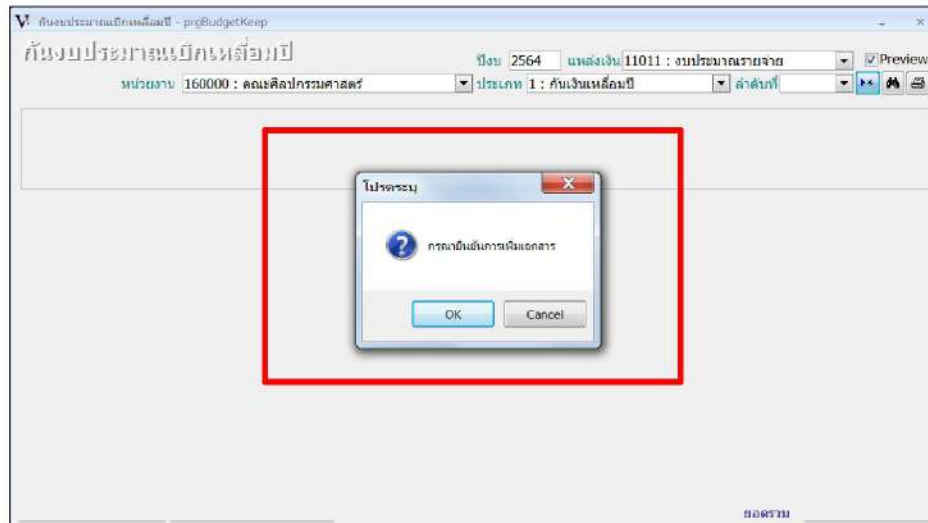 กันงบประมาณเบิกเหลื่อมปี - prgBudgetKeep
กันงบประมาณเบิกเหลื่อมปี
ปีงบ 2564 แหล่งเงิน 11011 : งบประมาณรายจ่าย Preview
หน่วยงาน 160000 : คณะศิลปกรรมศาสตร์ ประเภท 1 : กันเงินเหลื่อมปี ลำดับที่
โปรดระบุ
กรุณายืนยันการเพิ่มเอกสาร
OK Cancel
ยอดรวม